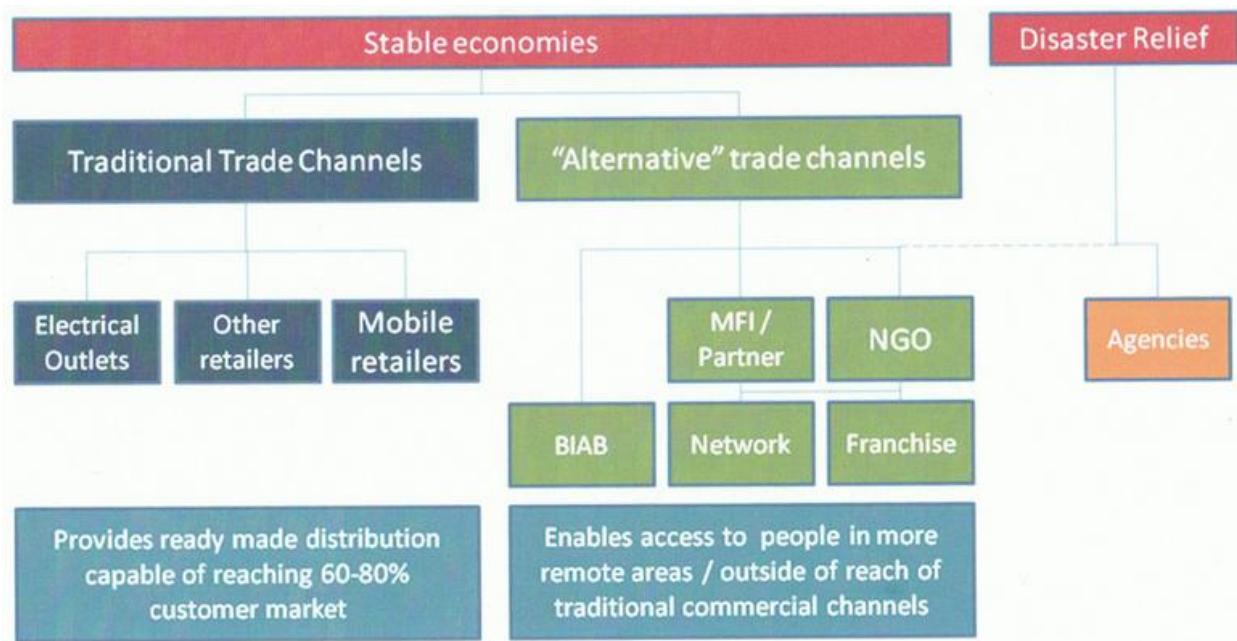 Stable economies
Disaster Relief
Traditional Trade Channels
“Alternative” trade channels
Electrical
Outlets
Other
retailers
Mobile
retailers
MFI /
Partner
NGO
Agencies
BIAB
Network
Franchise
Provides ready made distribution
capable of reaching 60-80%
customer market
Enables access to people in more
remote areas / outside of reach of
traditional commercial channels